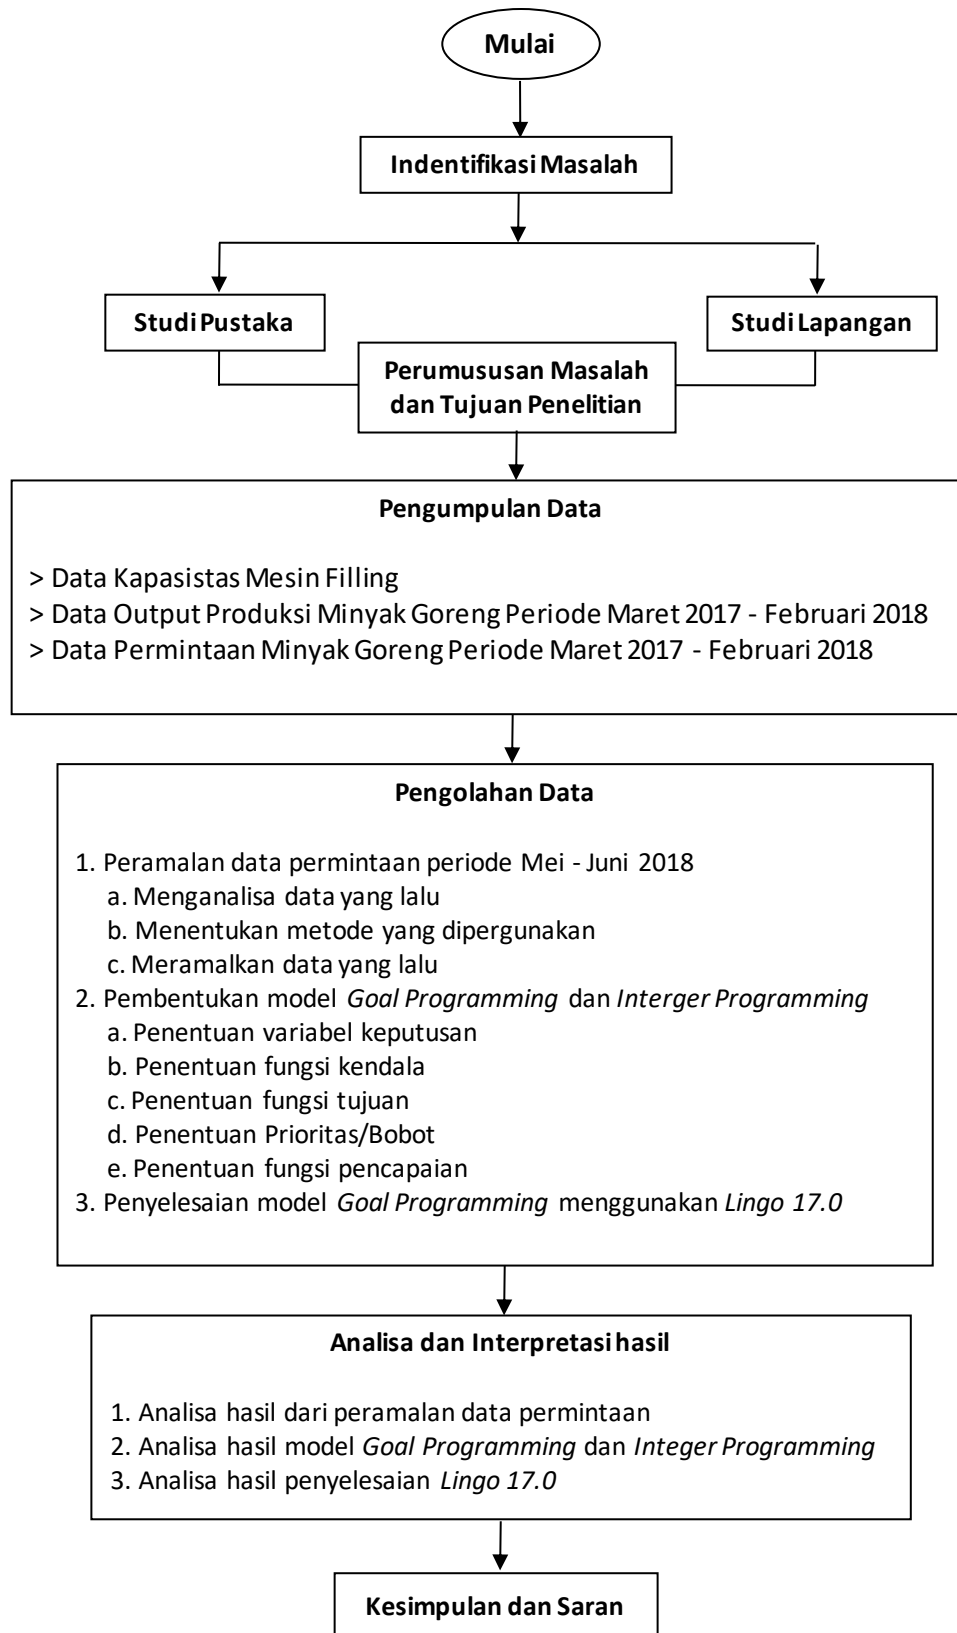 Mulai
Indentifikasi Masalah
Studi Pustaka
Studi Lapangan
Perumususan Masalah
dan Tujuan Penelitian
Pengumpulan Data
> Data Kapasistas Mesin Filling
> Data Output Produksi Minyak Goreng Periode Maret 2017 - Februari 2018
> Data Permintaan Minyak Goreng Periode Maret 2017 - Februari 2018
Pengolahan Data
1. Peramalan data permintaan periode Mei - Juni 2018
a. Menganalisa data yang lalu
b. Menentukan metode yang dipergunakan
c. Meramalkan data yang lalu
2. Pembentukan model Goal Programming dan Interger Programming
a. Penentuan variabel keputusan
b. Penentuan fungsi kendala
c. Penentuan fungsi tujuan
d. Penentuan Prioritas/Bobot
e. Penentuan fungsi pencapaian
3. Penyelesaian model Goal Programming menggunakan Lingo 17.0
Analisa dan Interpretasi hasil
1. Analisa hasil dari peramalan data permintaan
2. Analisa hasil model Goal Programming dan Integer Programming
3. Analisa hasil penyelesaian Lingo 17.0
Kesimpulan dan Saran